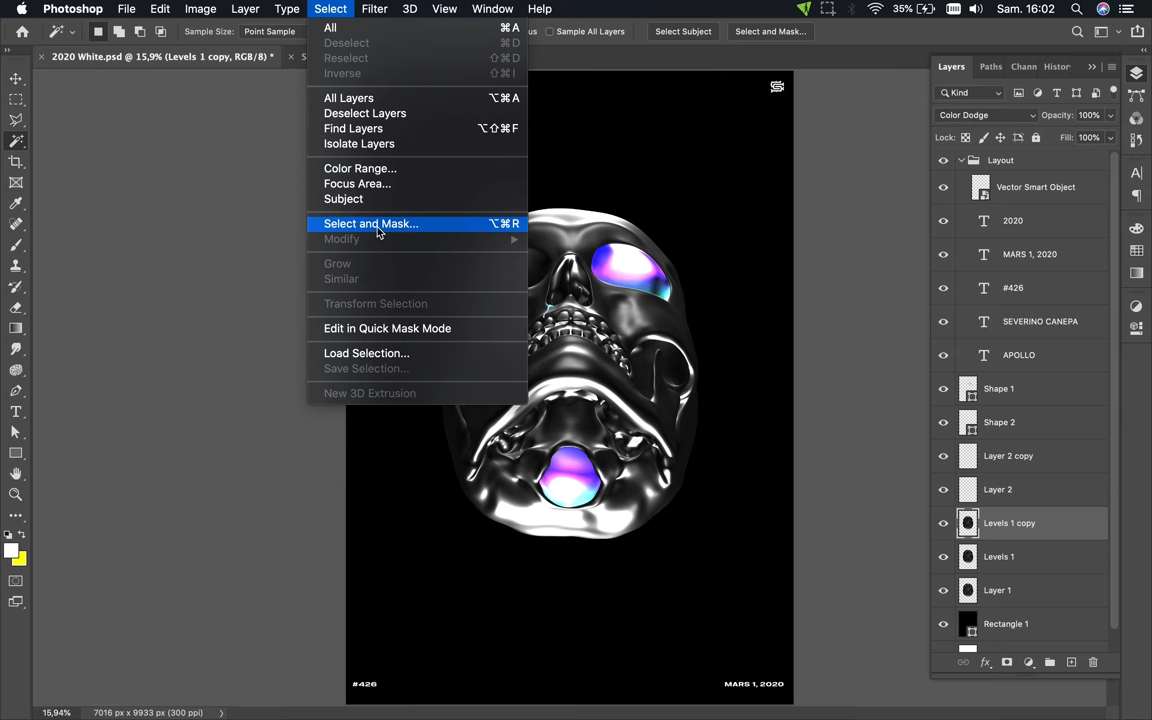 Photoshop File Edit Image Layer Type Select Filter 3D View Window Help 35% Sam. 16:02
Sample Size: Point Sample us Sample All Layers Select Subject Select and Mask...
2020 White.psd @ 15,9% (Levels 1 copy, RGB/8) *
All ⌘A
Deselect ⌘D
Reselect ⇧⌘D
Inverse ⇧⌘I
All Layers ⌥⌘A
Deselect Layers
Find Layers ⌥⇧⌘F
Isolate Layers
Color Range...
Focus Area...
Subject
Select and Mask... ⌥⌘R
Modify
Grow
Similar
Transform Selection
Edit in Quick Mask Mode
Load Selection...
Save Selection...
New 3D Extrusion
#426 MARS 1, 2020
Layers Paths Chann Histor
Kind
Color Dodge Opacity: 100%
Lock: Fill: 100%
Layout
Vector Smart Object
2020
MARS 1, 2020
#426
SEVERINO CANEPA
APOLLO
Shape 1
Shape 2
Layer 2 copy
Layer 2
Levels 1 copy
Levels 1
Layer 1
Rectangle 1
15,94% 7016 px x 9933 px (300 ppi)